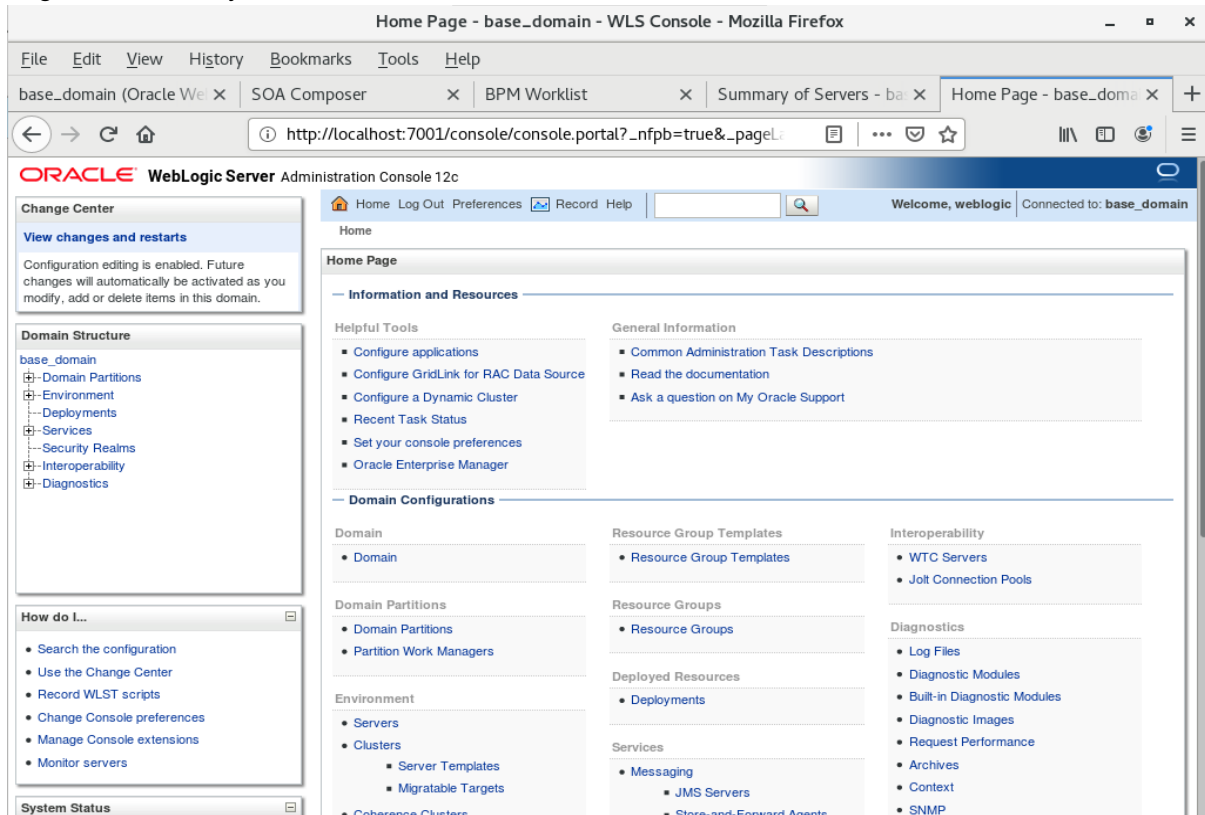 Home Page - base_domain - WLS Console - Mozilla Firefox
File Edit View History Bookmarks Tools Help
base_domain (Oracle We
SOA Composer
BPM Worklist
Summary of Servers - ba
Home Page - base_doma
http://localhost:7001/console/console.portal?_nfpb=true&_pageLa
ORACLE WebLogic Server Administration Console 12c
Change Center
View changes and restarts
Configuration editing is enabled. Future
changes will automatically be activated as you
modify, add or delete items in this domain.
Domain Structure
base_domain
Domain Partitions
Environment
Deployments
Services
Security Realms
Interoperability
Diagnostics
How do I...
Search the configuration
Use the Change Center
Record WLST scripts
Change Console preferences
Manage Console extensions
Monitor servers
System Status
Home Log Out Preferences Record Help
Welcome, weblogic
Connected to: base_domain
Home
Home Page
Information and Resources
Helpful Tools
Configure applications
Configure GridLink for RAC Data Source
Configure a Dynamic Cluster
Recent Task Status
Set your console preferences
Oracle Enterprise Manager
General Information
Common Administration Task Descriptions
Read the documentation
Ask a question on My Oracle Support
Domain Configurations
Domain
Domain
Domain Partitions
Domain Partitions
Partition Work Managers
Environment
Servers
Clusters
Server Templates
Migratable Targets
Coherence Clusters
Resource Group Templates
Resource Group Templates
Resource Groups
Resource Groups
Deployed Resources
Deployments
Services
Messaging
JMS Servers
Store-and-Forward Agents
Interoperability
WTC Servers
Jolt Connection Pools
Diagnostics
Log Files
Diagnostic Modules
Built-in Diagnostic Modules
Diagnostic Images
Request Performance
Archives
Context
SNMP